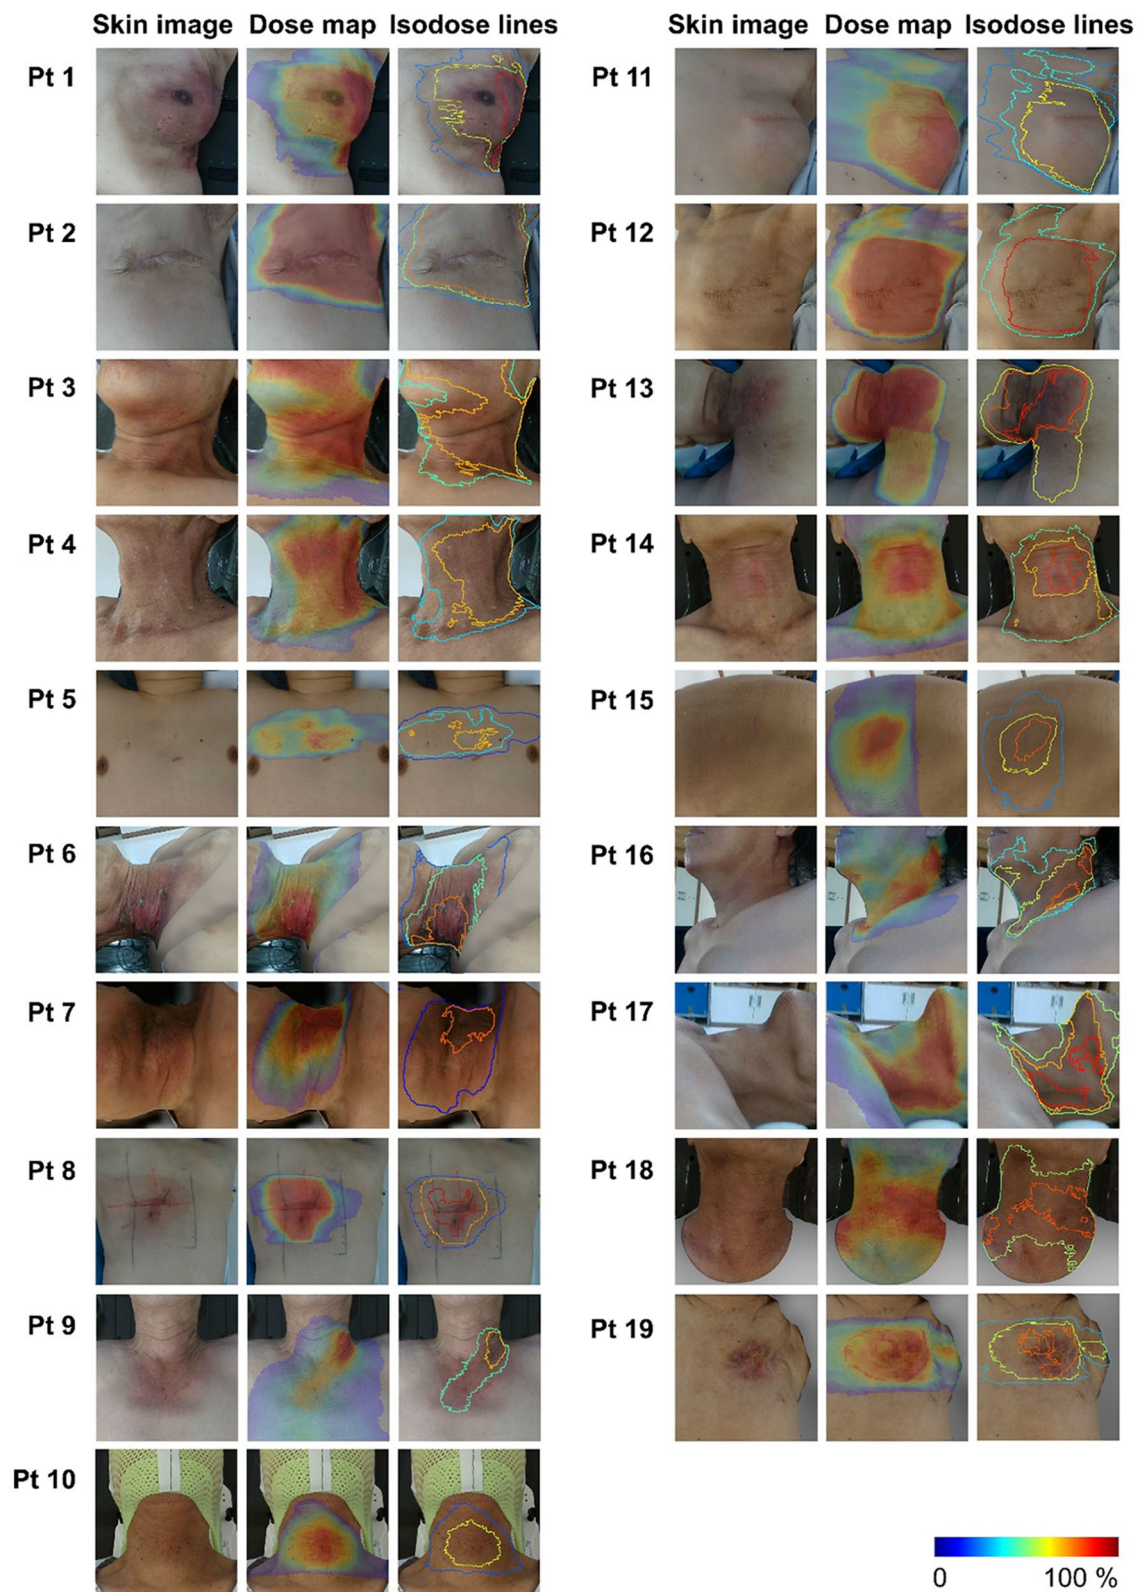 Skin image Dose map Isodose lines
Pt 1
Pt 2
Pt 3
Pt 4
Pt 5
Pt 6
Pt 7
Pt 8
Pt 9
Pt 10
Skin image Dose map Isodose lines
Pt 11
Pt 12
Pt 13
Pt 14
Pt 15
Pt 16
Pt 17
Pt 18
Pt 19
0 100 %